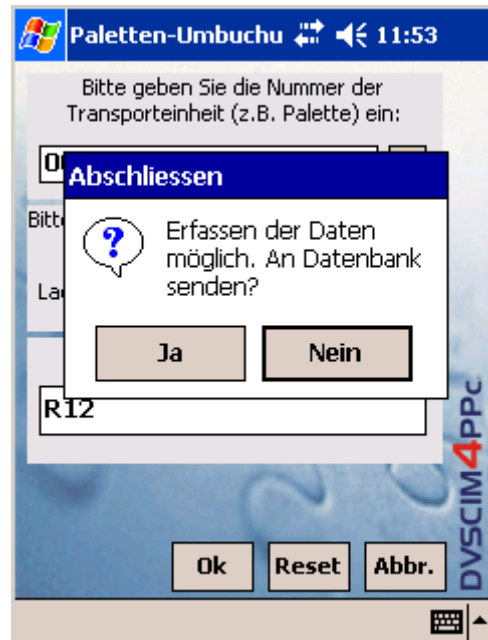 Paletten-Umbuchu 11:53
Bitte geben Sie die Nummer der
Transporteinheit (z.B. Palette) ein:
Abschliessen
Erfassen der Daten
möglich. An Datenbank
senden?
Ja Nein
R12
Ok Reset Abbr.
DVSCIM4PPC